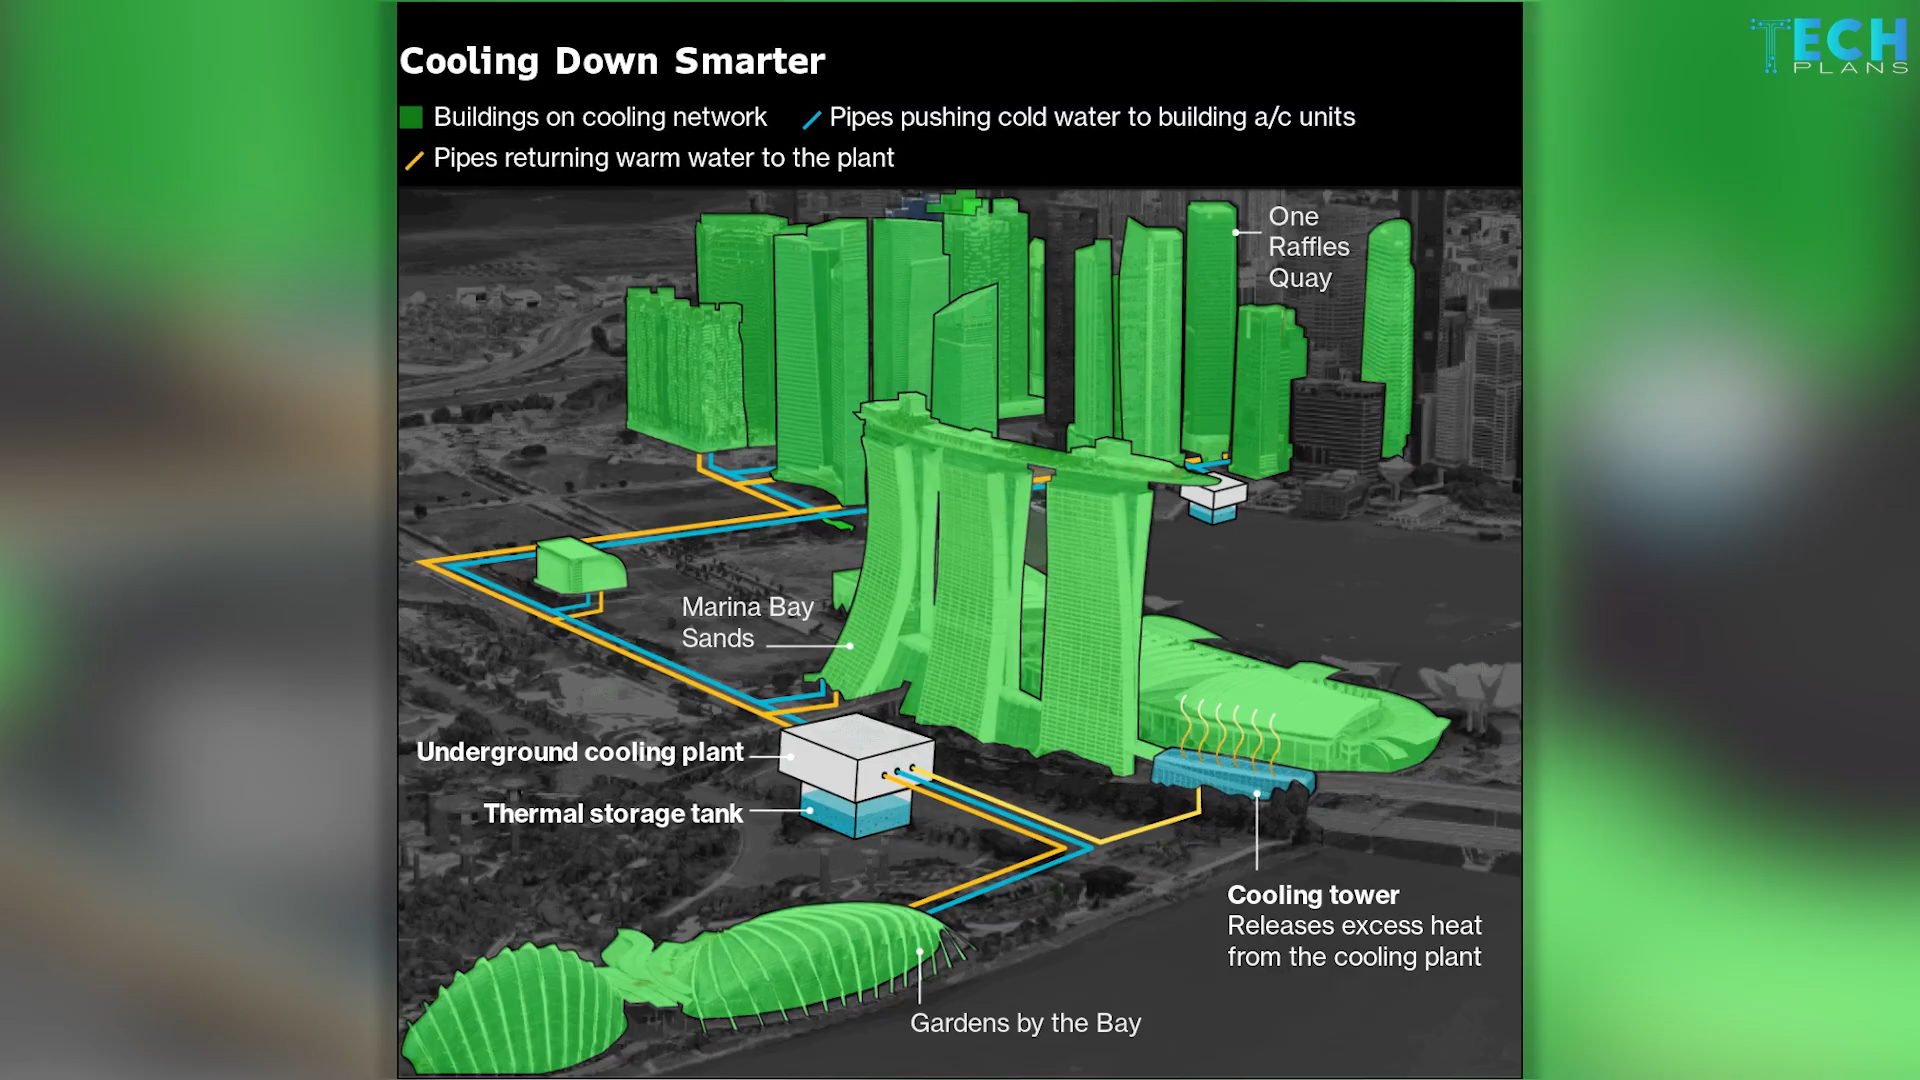 TECH
PLANS
Cooling Down Smarter
Buildings on cooling network
Pipes pushing cold water to building a/c units
Pipes returning warm water to the plant
One
Raffles
Quay
Marina Bay
Sands
Underground cooling plant
Thermal storage tank
Cooling tower
Releases excess heat
from the cooling plant
Gardens by the Bay